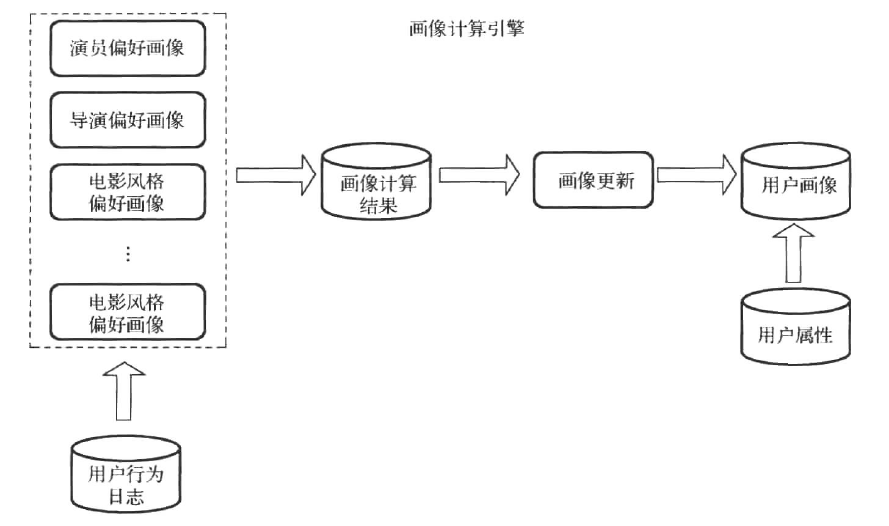 画像计算引擎
演员偏好画像
导演偏好画像
电影风格
偏好画像
⋮
电影风格
偏好画像
画像计算
结果
画像更新
用户画像
用户属性
用户行为
日志